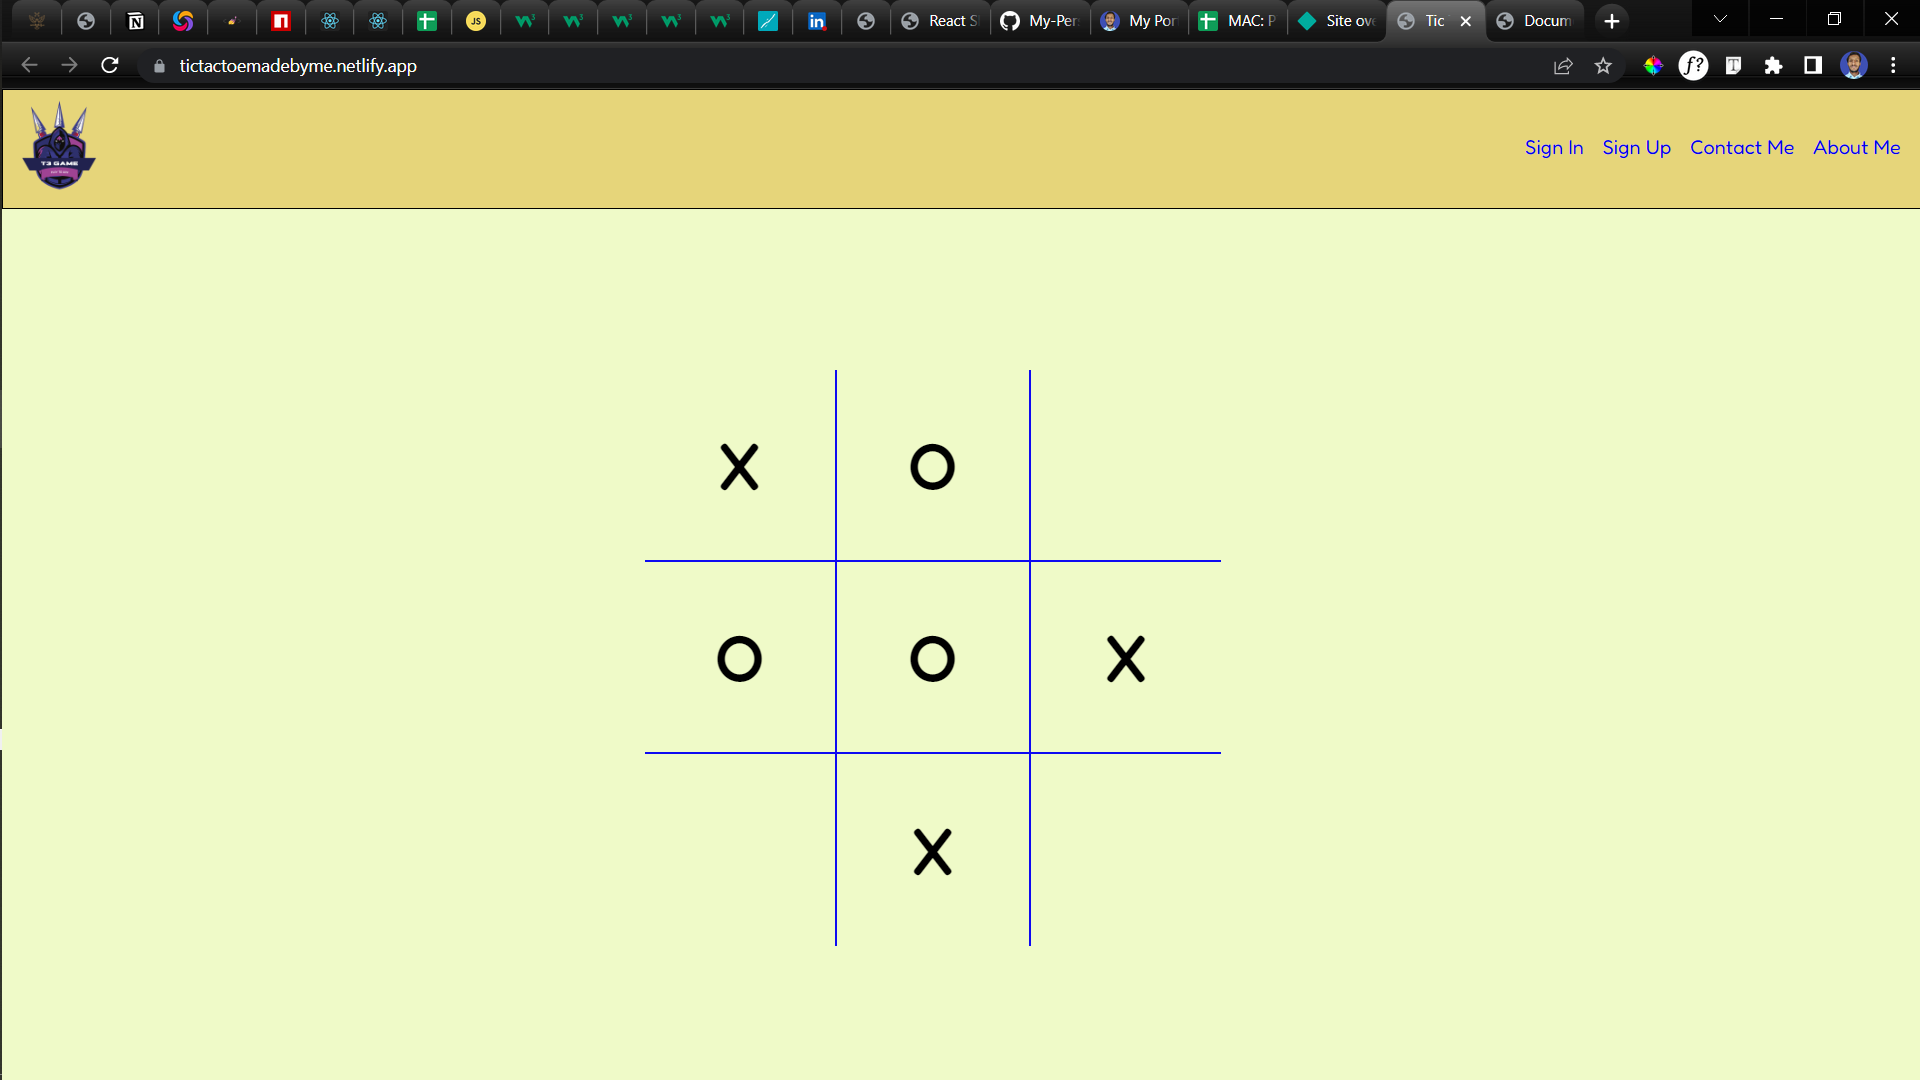 React S My-Per My Por MAC: P Site ov Tic Docum
tictactoemadebyme.netlify.app
T3 GAME
Sign In Sign Up Contact Me About Me
X O
O O X
X